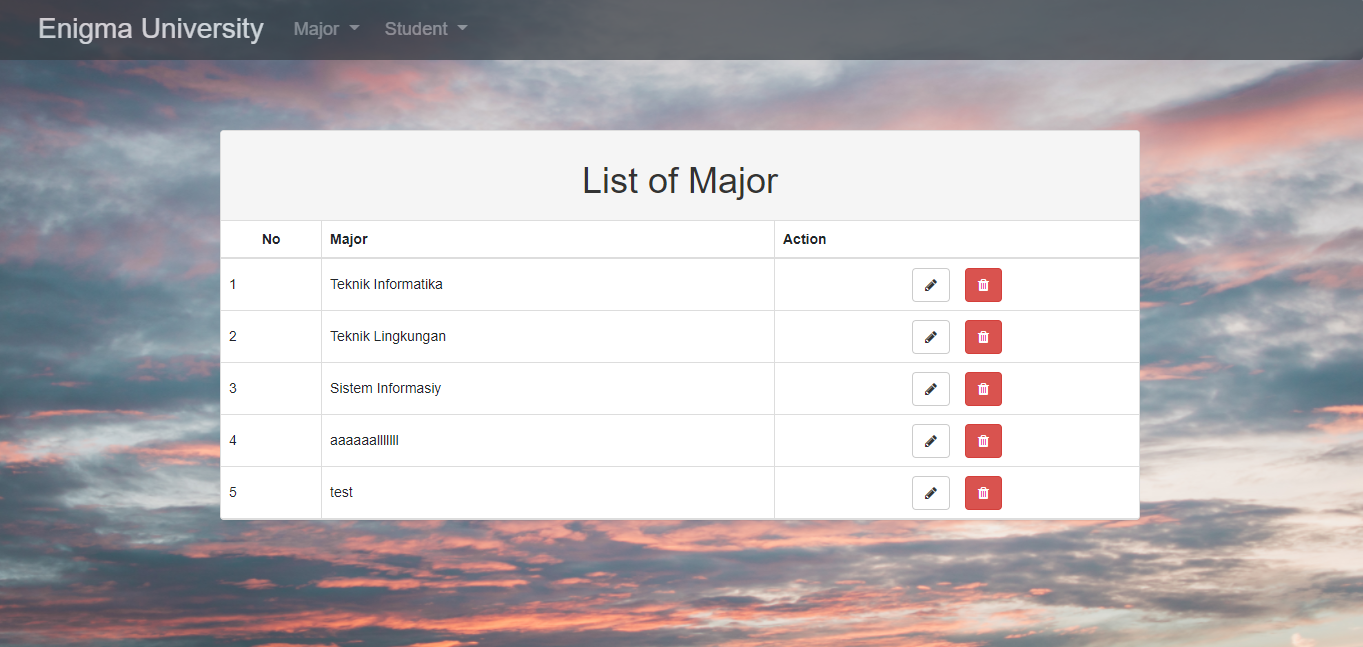 Enigma University Major Student
List of Major
No Major Action
1 Teknik Informatika
2 Teknik Lingkungan
3 Sistem Informasiy
4 aaaaaalllllll
5 test